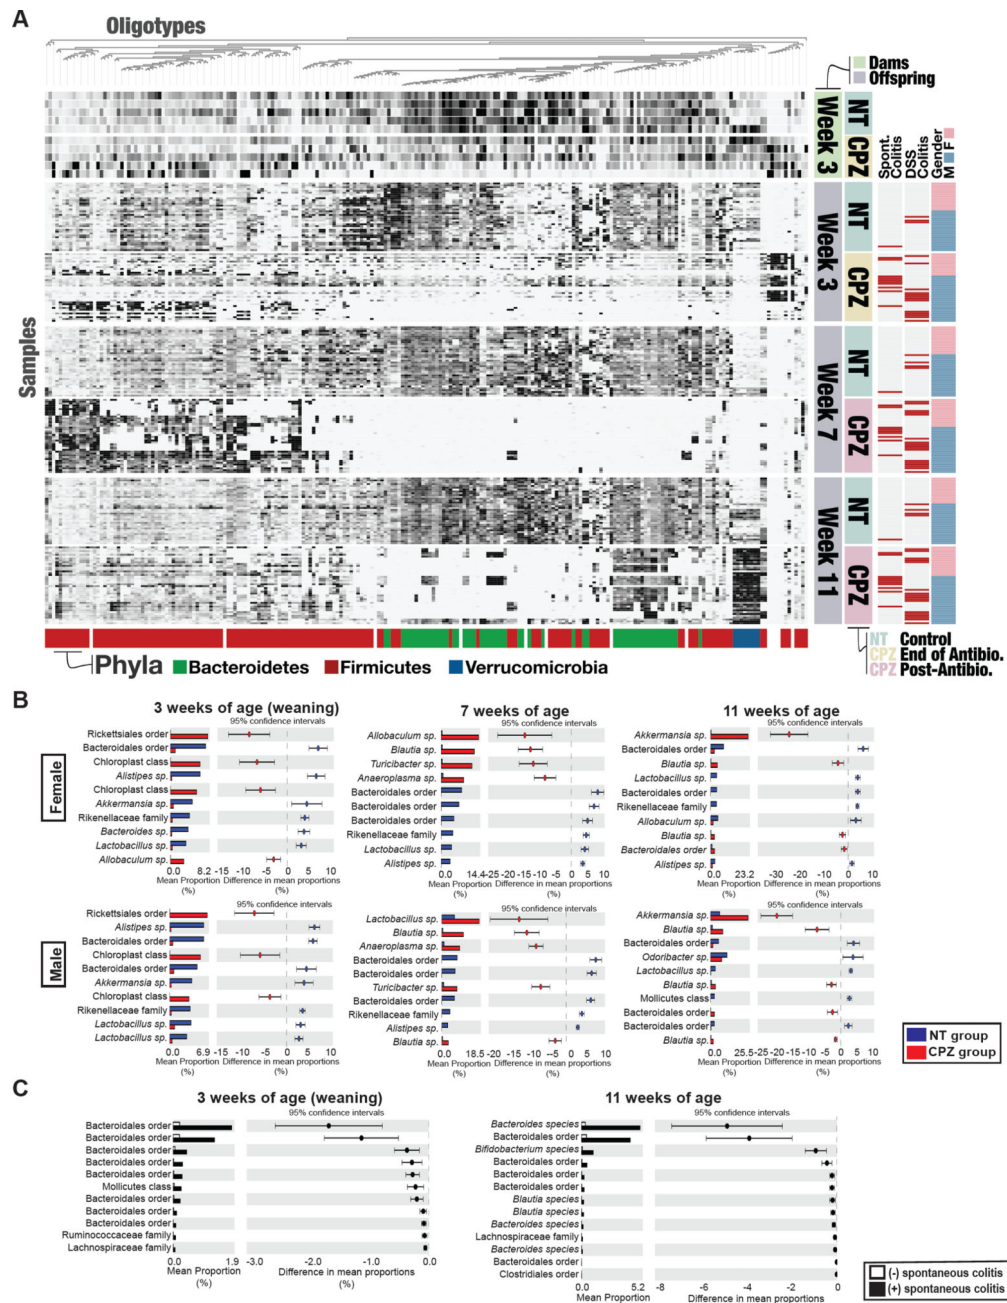 A
Oligotypes
Dams
Offspring
Samples
Week 3
NT
CPZ
Spont.
Colitis
DSS
Colitis
Gender
M F
Week 3
NT
CPZ
Week 7
NT
CPZ
Week 11
NT
CPZ
Phyla
Bacteroidetes
Firmicutes
Verrucomicrobia
NT Control
CPZ End of Antibio.
CPZ Post-Antibio.
B
Female
3 weeks of age (weaning)
95% confidence intervals
Rickettsiales order
Bacteroidales order
Chloroplast class
Alistipes sp.
Chloroplast class
Akkermansia sp.
Rikenellaceae family
Bacteroides sp.
Lactobacillus sp.
Allobaculum sp.
0.0 8.2 -15 -10 -5 0 5 10
Mean Proportion Difference in mean proportions
(%) (%)
7 weeks of age
95% confidence intervals
Allobaculum sp.
Blautia sp.
Turicibacter sp.
Anaeroplasma sp.
Bacteroidales order
Bacteroidales order
Bacteroidales order
Rikenellaceae family
Lactobacillus sp.
Alistipes sp.
0.0 14.4 -25 -20 -15 -10 -5 0 5 10
Mean Proportion Difference in mean proportions
(%) (%)
11 weeks of age
95% confidence intervals
Akkermansia sp.
Bacteroidales order
Blautia sp.
Lactobacillus sp.
Bacteroidales order
Rikenellaceae family
Allobaculum sp.
Blautia sp.
Bacteroidales order
Alistipes sp.
0.0 23.2 -30 -20 -10 0 10
Mean Proportion Difference in mean proportions
(%) (%)
Male
95% confidence intervals
Rickettsiales order
Alistipes sp.
Bacteroidales order
Chloroplast class
Bacteroidales order
Akkermansia sp.
Chloroplast class
Rikenellaceae family
Lactobacillus sp.
Lactobacillus sp.
0.0 6.9 -15 -10 -5 0 5 10
Mean Proportion Difference in mean proportions
(%) (%)
95% confidence intervals
Lactobacillus sp.
Blautia sp.
Anaeroplasma sp.
Bacteroidales order
Bacteroidales order
Turicibacter sp.
Bacteroidales order
Rikenellaceae family
Alistipes sp.
Blautia sp.
0.0 18.5 -20 -15 -10 -5 0 5 10
Mean Proportion Difference in mean proportions
(%) (%)
95% confidence intervals
Akkermansia sp.
Blautia sp.
Bacteroidales order
Odoribacter sp.
Lactobacillus sp.
Blautia sp.
Mollicutes class
Bacteroidales order
Bacteroidales order
Blautia sp.
0.0 25.5 -25 -20 -15 -10 -5 0 5 10
Mean Proportion Difference in mean proportions
(%) (%)
NT group
CPZ group
C
3 weeks of age (weaning)
95% confidence intervals
Bacteroidales order
Bacteroidales order
Bacteroidales order
Bacteroidales order
Bacteroidales order
Mollicutes class
Bacteroidales order
Bacteroidales order
Bacteroidales order
Ruminococcaceae family
Lachnospiraceae family
0.0 1.9 -3.0 -2.0 -1.0 -0.0
Mean Proportion Difference in mean proportions
(%) (%)
11 weeks of age
95% confidence intervals
Bacteroides species
Bacteroidales order
Bifidobacterium species
Bacteroidales order
Bacteroidales order
Bacteroidales order
Blautia species
Blautia species
Bacteroides species
Lachnospiraceae family
Bacteroides species
Bacteroidales order
Clostridiales order
0.0 5.2 -8 -6 -4 -2 0
Mean Proportion Difference in mean proportions
(-) spontaneous colitis
(+) spontaneous colitis